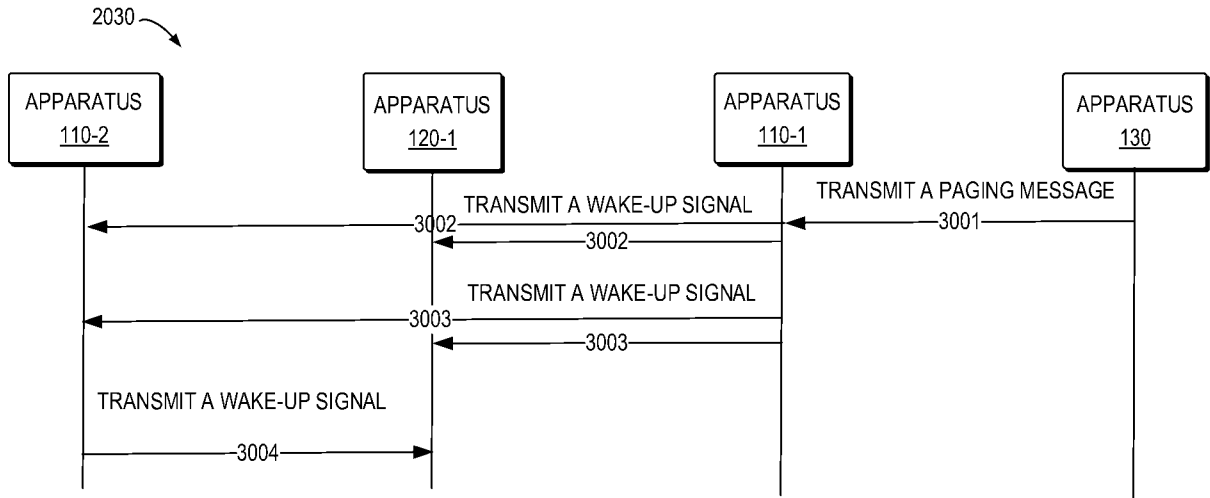 2030
APPARATUS
110-2
APPARATUS
120-1
APPARATUS
110-1
APPARATUS
130
TRANSMIT A PAGING MESSAGE
TRANSMIT A WAKE-UP SIGNAL
3002
3001
3002
TRANSMIT A WAKE-UP SIGNAL
3003
3003
TRANSMIT A WAKE-UP SIGNAL
3004